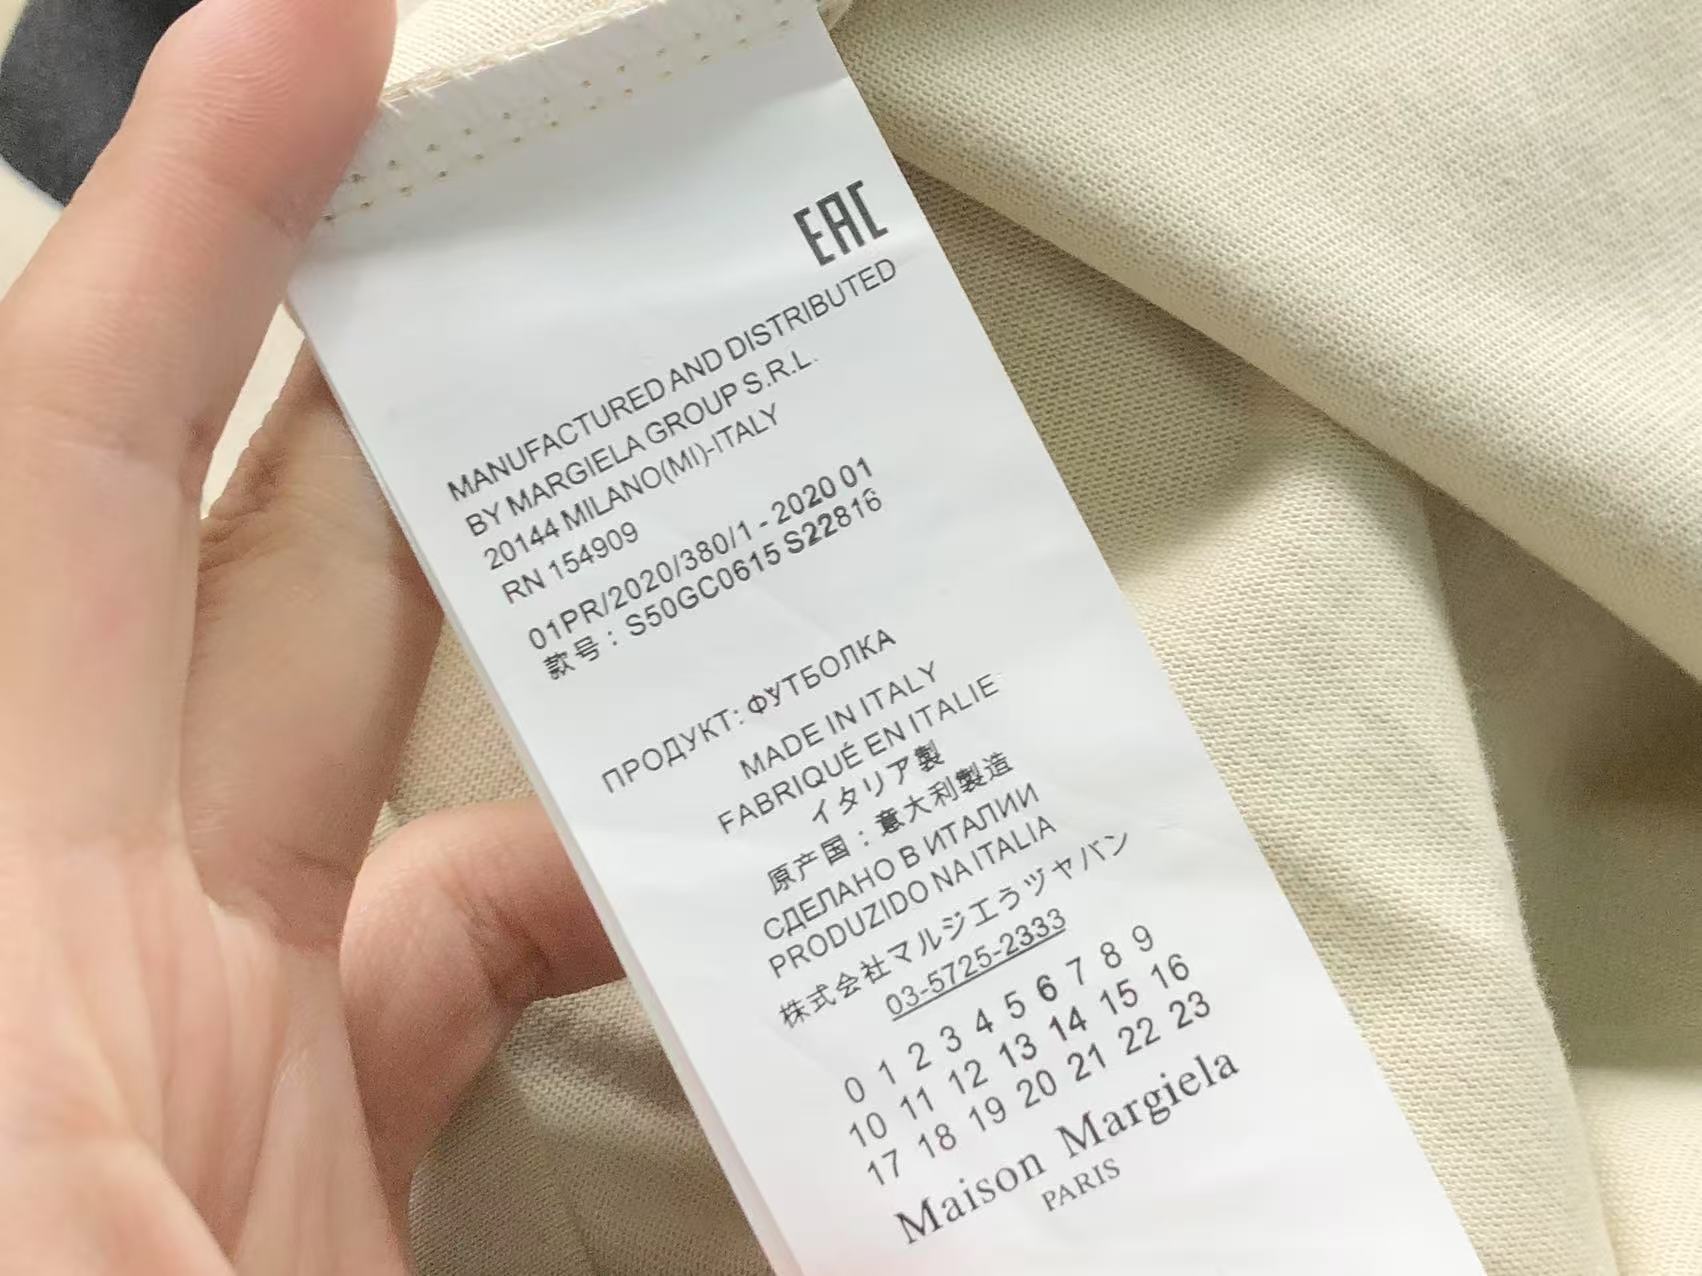 EAC
MANUFACTURED AND DISTRIBUTED
BY MARGIELA GROUP S.R.L.
20144 MILANO(MI)-ITALY
RN 154909
01PR/2020/380/1 - 2020 01
款号：S50GC0615 S22816
ПРОДУКТ: ФУТБОЛКА
MADE IN ITALY
FABRIQUÉ EN ITALIE
イタリア製
原产国：意大利製造
СДЕЛАНО В ИТАЛИИ
PRODUZIDO NA ITALIA
株式会社マルジエうヅヤバン
03-5725-2333
0 1 2 3 4 5 6 7 8 9
10 11 12 13 14 15 16
17 18 19 20 21 22 23
Maison Margiela
PARIS